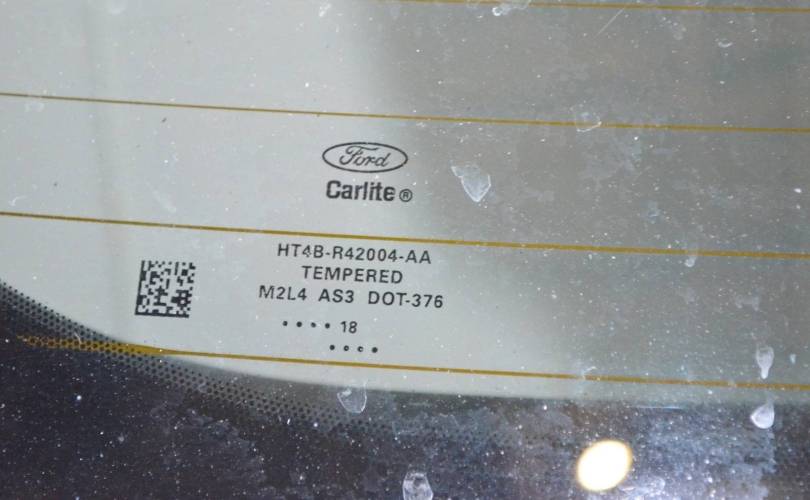 Ford
Carlite®
HT4B-R42004-AA
TEMPERED
M2L4 AS3 DOT-376
•••• 18
••••